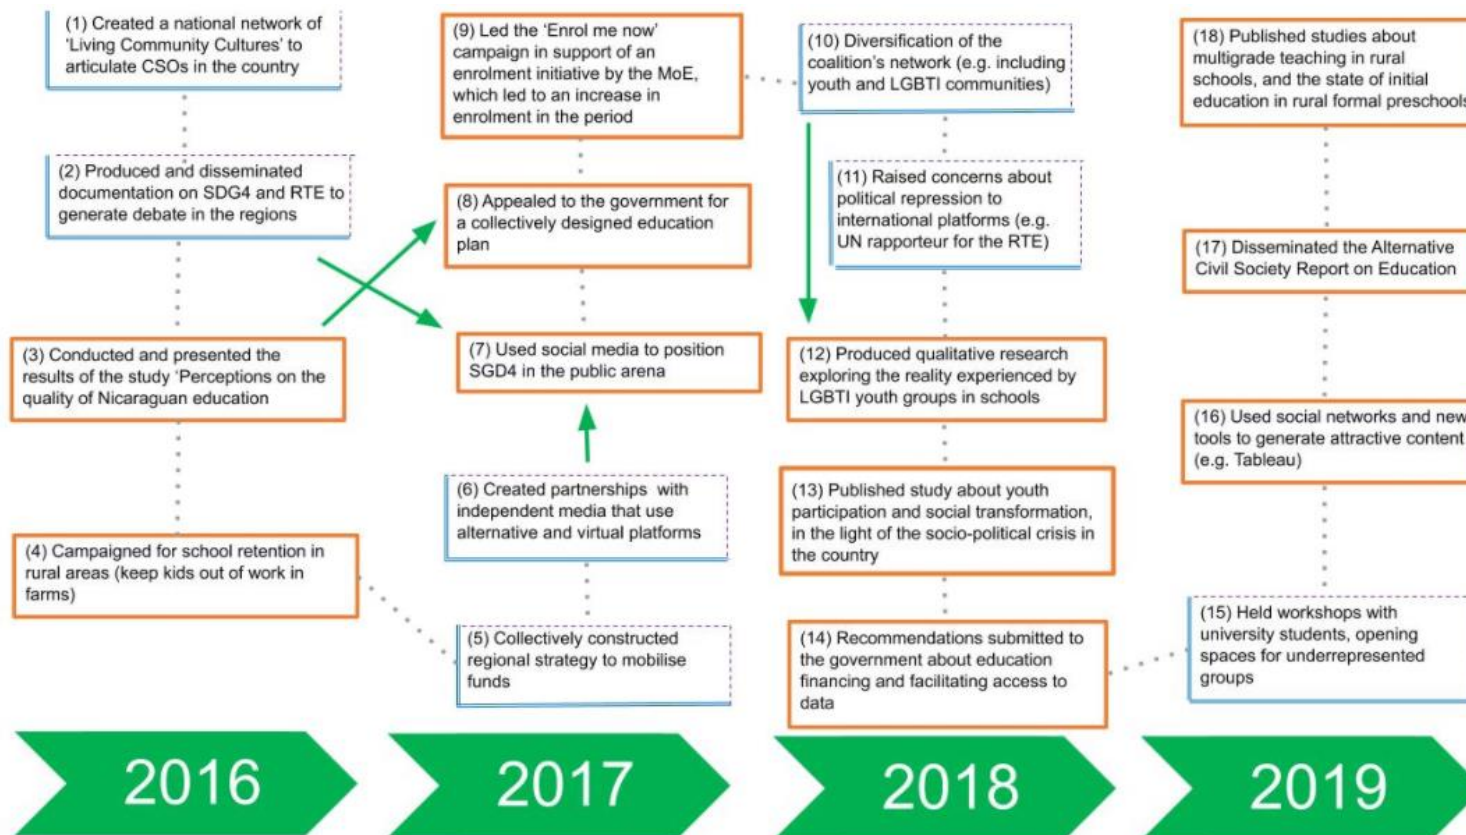 (1) Created a national network of
‘Living Community Cultures’ to
articulate CSOs in the country
(2) Produced and disseminated
documentation on SDG4 and RTE to
generate debate in the regions
(3) Conducted and presented the
results of the study ‘Perceptions on the
quality of Nicaraguan education
(4) Campaigned for school retention in
rural areas (keep kids out of work in
farms)
(9) Led the ‘Enrol me now’
campaign in support of an
enrolment initiative by the MoE,
which led to an increase in
enrolment in the period
(8) Appealed to the government for
a collectively designed education
plan
(7) Used social media to position
SGD4 in the public arena
(6) Created partnerships with
independent media that use
alternative and virtual platforms
(5) Collectively constructed
regional strategy to mobilise
funds
(10) Diversification of the
coalition’s network (e.g. including
youth and LGBTI communities)
(11) Raised concerns about
political repression to
international platforms (e.g.
UN rapporteur for the RTE)
(12) Produced qualitative research
exploring the reality experienced by
LGBTI youth groups in schools
(13) Published study about youth
participation and social transformation,
in the light of the socio-political crisis in
the country
(14) Recommendations submitted to
the government about education
financing and facilitating access to
data
(18) Published studies about
multigrade teaching in rural
schools, and the state of initial
education in rural formal preschools
(17) Disseminated the Alternative
Civil Society Report on Education
(16) Used social networks and new
tools to generate attractive content
(e.g. Tableau)
(15) Held workshops with
university students, opening
spaces for underrepresented
groups
2016
2017
2018
2019